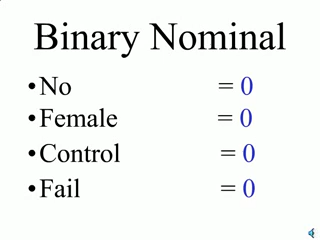 Binary Nominal
•No = 0
•Female = 0
•Control = 0
•Fail = 0